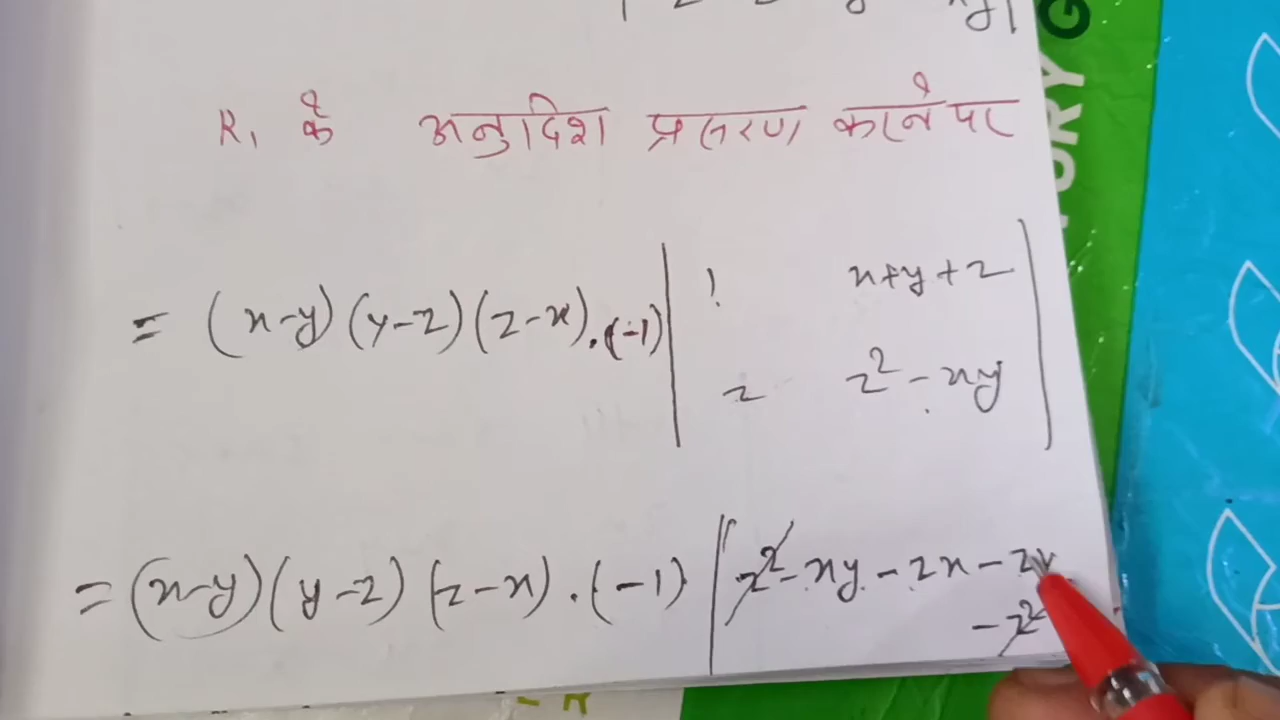 R₁ के अनुदिश प्रसरण करने पर
= (x-y)(y-z)(z-x).(-1) | 1 x+y+z
z z² - xy |
= (x-y)(y-z)(z-x).(-1) | z² - xy - zx - zy
- z²